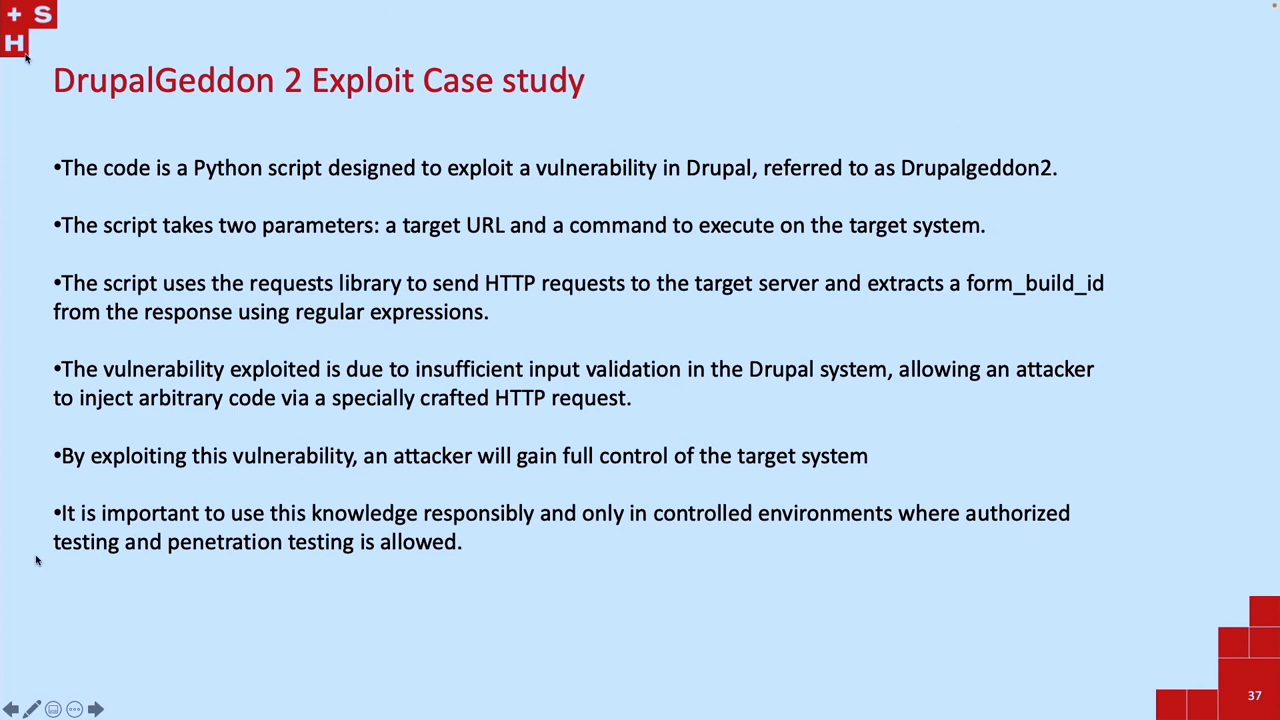 + S
H
DrupalGeddon 2 Exploit Case study
•The code is a Python script designed to exploit a vulnerability in Drupal, referred to as Drupalgeddon2.
•The script takes two parameters: a target URL and a command to execute on the target system.
•The script uses the requests library to send HTTP requests to the target server and extracts a form_build_id
from the response using regular expressions.
•The vulnerability exploited is due to insufficient input validation in the Drupal system, allowing an attacker
to inject arbitrary code via a specially crafted HTTP request.
•By exploiting this vulnerability, an attacker will gain full control of the target system
•It is important to use this knowledge responsibly and only in controlled environments where authorized
testing and penetration testing is allowed.
37